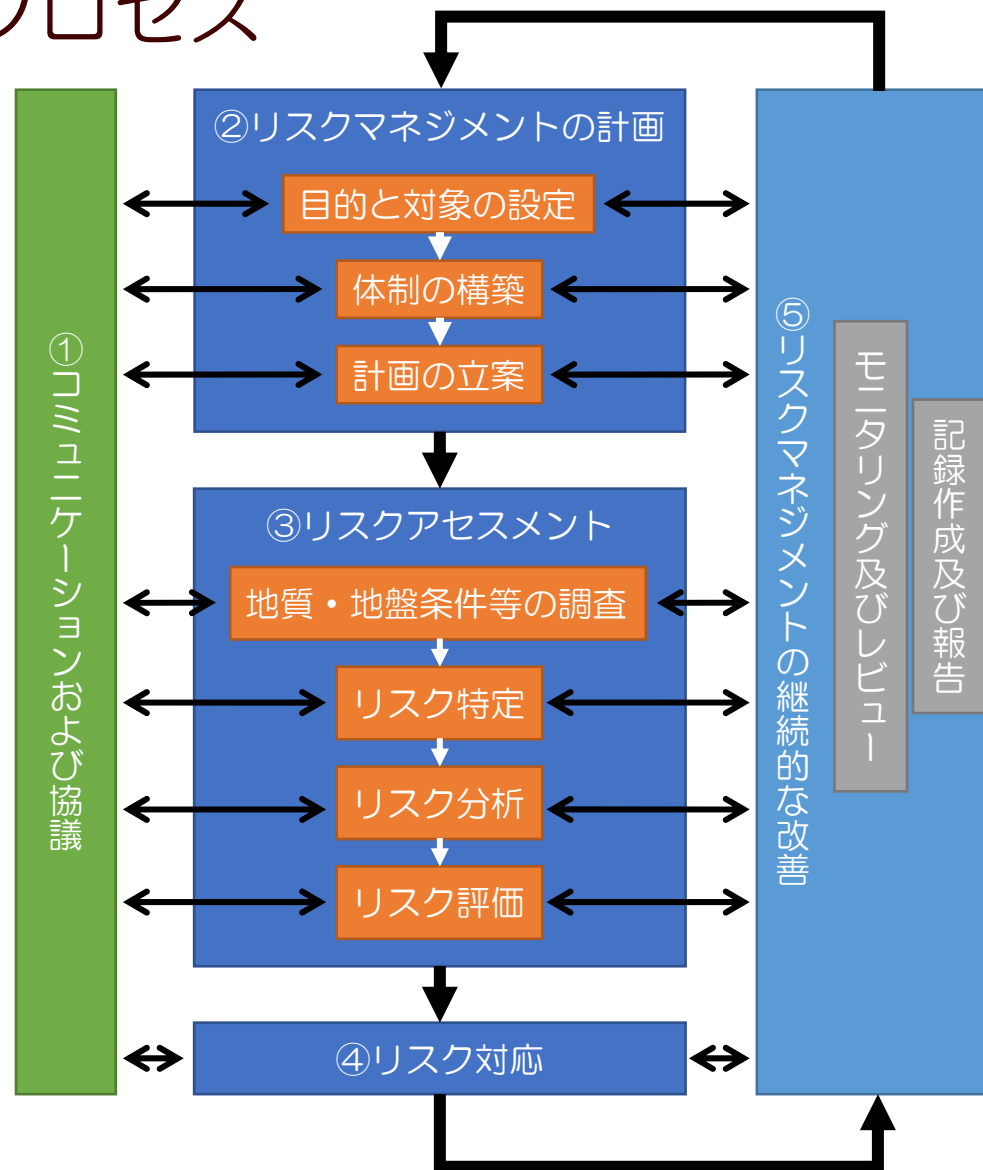 プロセス
①コミュニケーションおよび協議
②リスクマネジメントの計画
目的と対象の設定
体制の構築
計画の立案
③リスクアセスメント
地質・地盤条件等の調査
リスク特定
リスク分析
リスク評価
④リスク対応
⑤リスクマネジメントの継続的な改善
モニタリング及びレビュー
記録作成及び報告